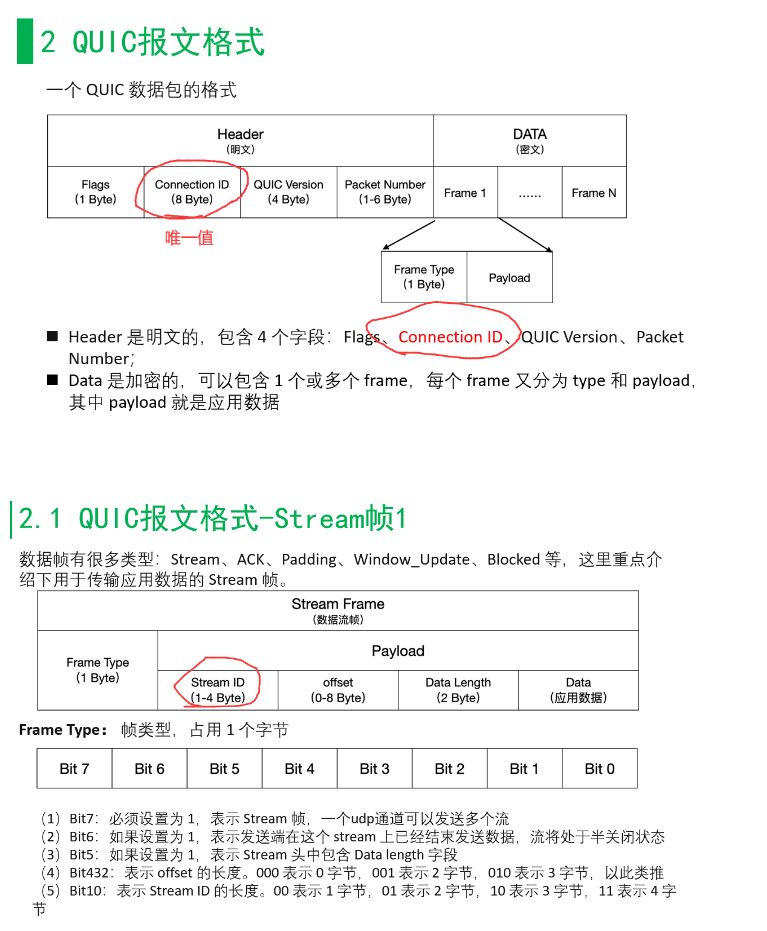 2 QUIC报文格式
一个 QUIC 数据包的格式
Header
(明文)
DATA
(密文)
Flags
(1 Byte)
Connection ID
(8 Byte)
QUIC Version
(4 Byte)
Packet Number
(1-6 Byte)
Frame 1
......
Frame N
唯一值
Frame Type
(1 Byte)
Payload
■ Header 是明文的，包含 4 个字段：Flags、Connection ID、QUIC Version、Packet
Number；
■ Data 是加密的，可以包含 1 个或多个 frame，每个 frame 又分为 type 和 payload，
其中 payload 就是应用数据
2.1 QUIC报文格式-Stream帧1
数据帧有很多类型：Stream、ACK、Padding、Window_Update、Blocked 等，这里重点介
绍下用于传输应用数据的 Stream 帧。
Stream Frame
(数据流帧)
Frame Type
(1 Byte)
Payload
Stream ID
(1-4 Byte)
offset
(0-8 Byte)
Data Length
(2 Byte)
Data
(应用数据)
Frame Type： 帧类型，占用 1 个字节
Bit 7 Bit 6 Bit 5 Bit 4 Bit 3 Bit 2 Bit 1 Bit 0
（1）Bit7：必须设置为 1，表示 Stream 帧，一个udp通道可以发送多个流
（2）Bit6：如果设置为 1，表示发送端在这个 stream 上已经结束发送数据，流将处于半关闭状态
（3）Bit5：如果设置为 1，表示 Stream 头中包含 Data length 字段
（4）Bit432：表示 offset 的长度。000 表示 0 字节，001 表示 2 字节，010 表示 3 字节，以此类推
（5）Bit10：表示 Stream ID 的长度。00 表示 1 字节，01 表示 2 字节，10 表示 3 字节，11 表示 4 字
节